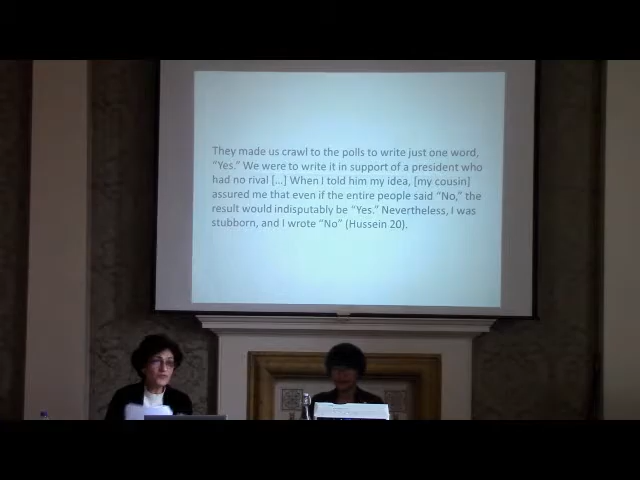 They made us crawl to the polls to write just one word,
“Yes.” We were to write it in support of a president who
had no rival […] When I told him my idea, [my cousin]
assured me that even if the entire people said “No,” the
result would indisputably be “Yes.” Nevertheless, I was
stubborn, and I wrote “No” (Hussein 20).